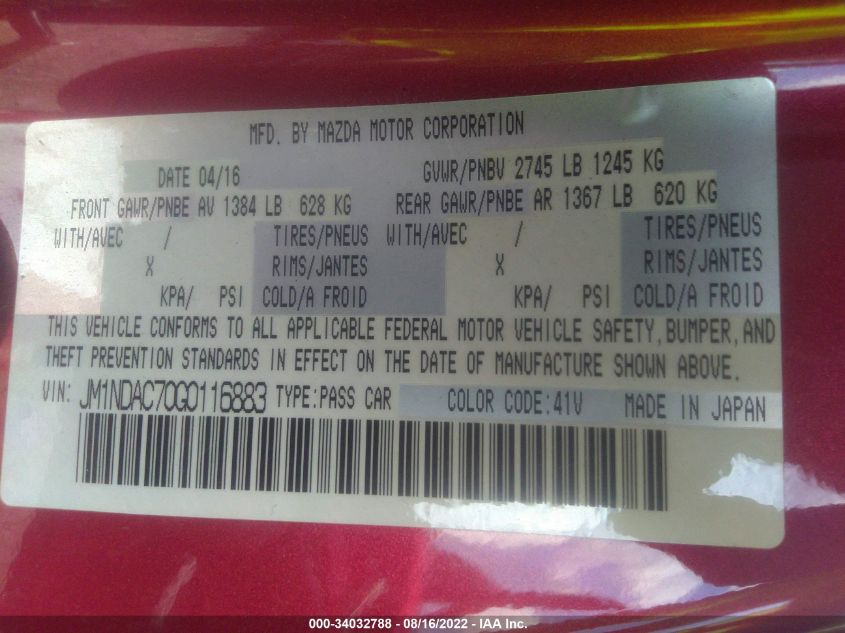 MFD. BY MAZDA MOTOR CORPORATION
DATE 04/16 GVWR/PNBV 2745 LB 1245 KG
FRONT GAWR/PNBE AV 1384 LB 628 KG REAR GAWR/PNBE AR 1367 LB 620 KG
WITH/AVEC / TIRES/PNEUS WITH/AVEC / TIRES/PNEUS
X RIMS/JANTES X RIMS/JANTES
KPA/ PSI COLD/A FROID KPA/ PSI COLD/A FROID
THIS VEHICLE CONFORMS TO ALL APPLICABLE FEDERAL MOTOR VEHICLE SAFETY, BUMPER, AND
THEFT PREVENTION STANDARDS IN EFFECT ON THE DATE OF MANUFACTURE SHOWN ABOVE.
VIN: JM1NDAC70G0116883 TYPE:PASS CAR COLOR CODE:41V MADE IN JAPAN
000-34032788 - 08/16/2022 - IAA Inc.